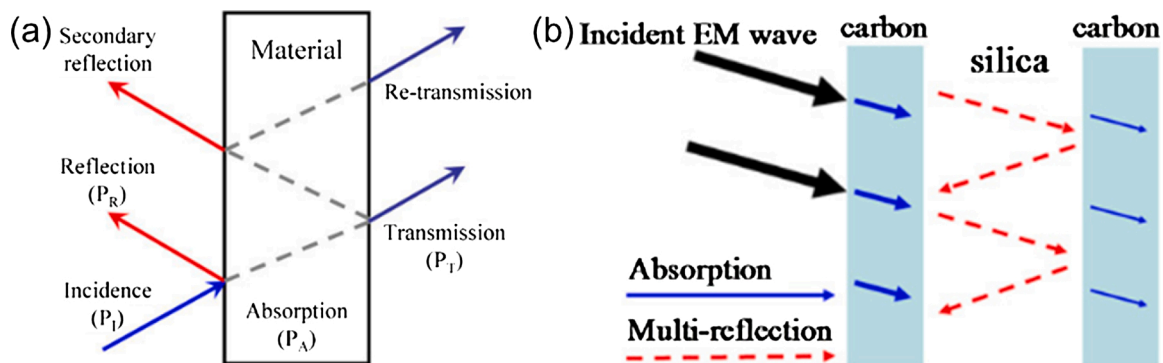 (a)
Secondary
reflection
Material
Re-transmission
Reflection
(P_R)
Transmission
(P_T)
Incidence
(P_I)
Absorption
(P_A)
(b)
Incident EM wave
carbon
carbon
silica
Absorption
Multi-reflection